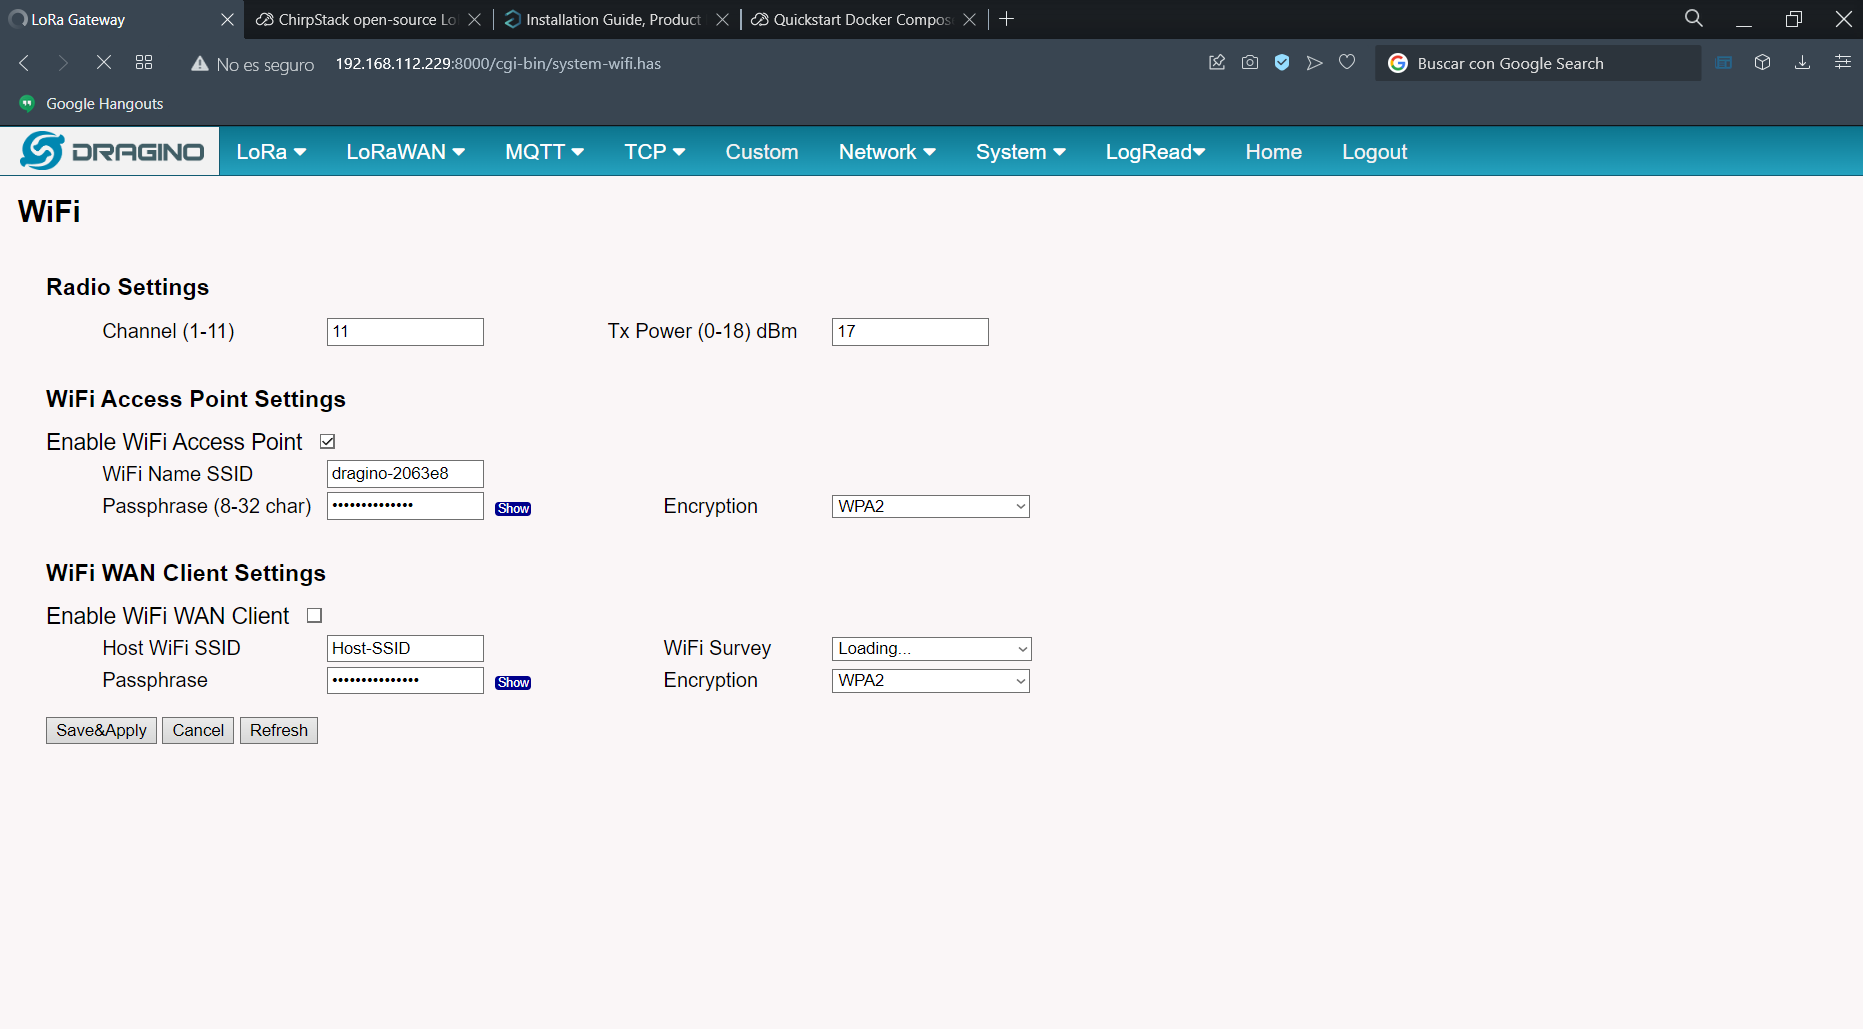 LoRa Gateway
ChirpStack open-source Lo
Installation Guide, Product
Quickstart Docker Compos
No es seguro
192.168.112.229:8000/cgi-bin/system-wifi.has
Buscar con Google Search
Google Hangouts
DRAGINO
LoRa
LoRaWAN
MQTT
TCP
Custom
Network
System
LogRead
Home
Logout
WiFi
Radio Settings
Channel (1-11)
11
Tx Power (0-18) dBm
17
WiFi Access Point Settings
Enable WiFi Access Point
WiFi Name SSID
dragino-2063e8
Passphrase (8-32 char)
••••••••••••••
Show
Encryption
WPA2
WiFi WAN Client Settings
Enable WiFi WAN Client
Host WiFi SSID
Host-SSID
WiFi Survey
Loading...
Passphrase
•••••••••••••••
Show
Encryption
WPA2
Save&Apply
Cancel
Refresh